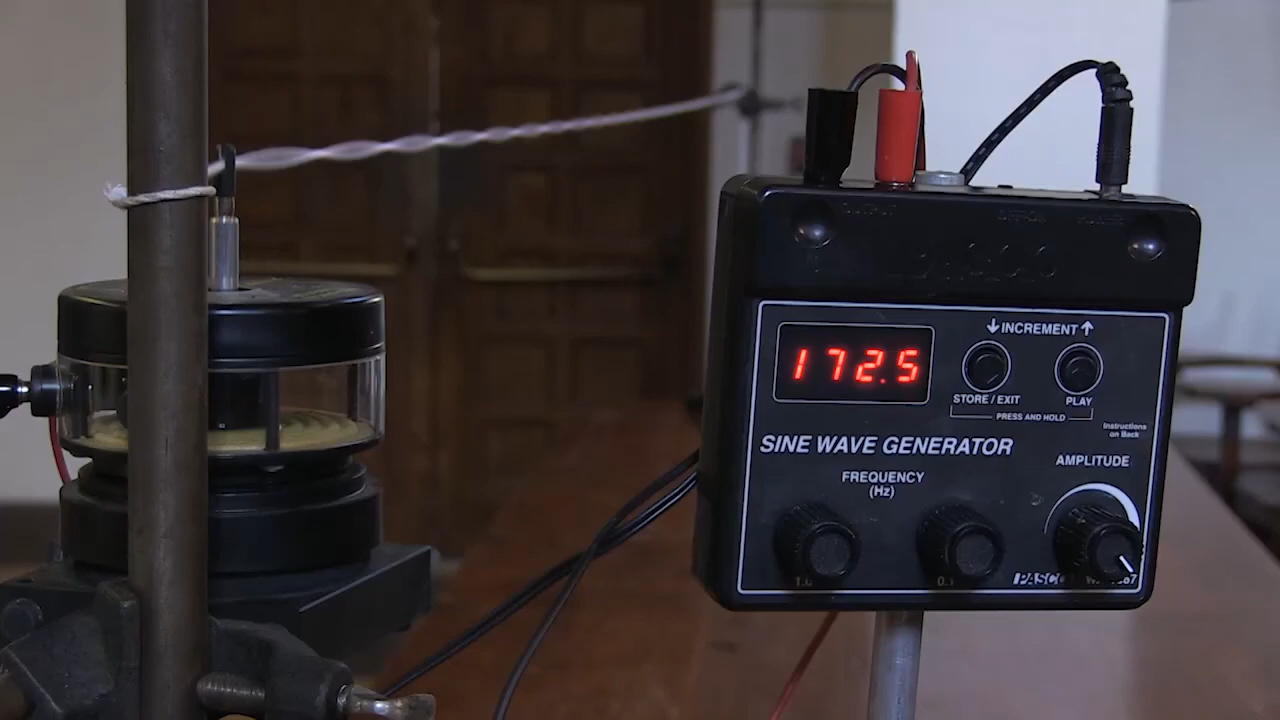 172.5
↓INCREMENT↑
STORE / EXIT
PLAY
PRESS AND HOLD
Instructions
on Back
SINE WAVE GENERATOR
AMPLITUDE
FREQUENCY
(Hz)
1.0
0.1
PASCO